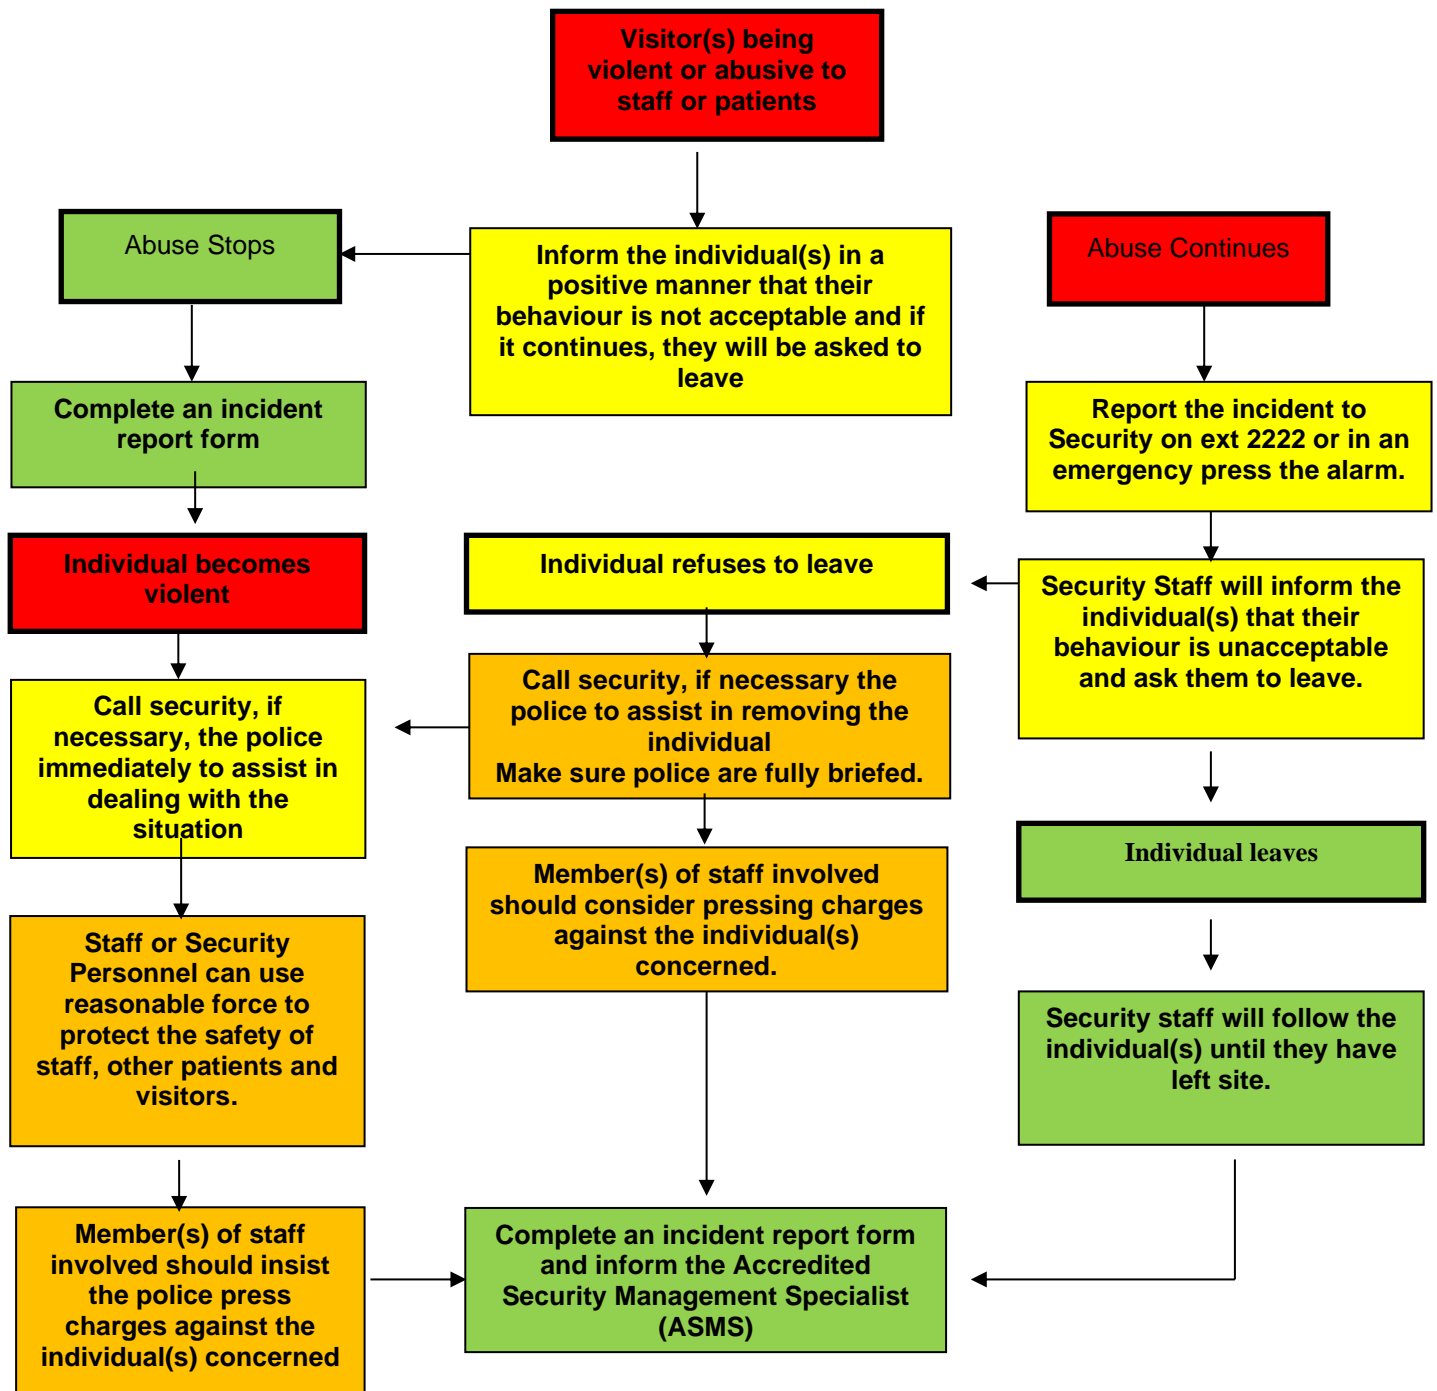 Visitor(s) being
violent or abusive to
staff or patients
Abuse Stops
Inform the individual(s) in a
positive manner that their
behaviour is not acceptable and if
it continues, they will be asked to
leave
Abuse Continues
Complete an incident
report form
Report the incident to
Security on ext 2222 or in an
emergency press the alarm.
Individual becomes
violent
Individual refuses to leave
Security Staff will inform the
individual(s) that their
behaviour is unacceptable
and ask them to leave.
Call security, if
necessary, the police
immediately to assist in
dealing with the
situation
Call security, if necessary the
police to assist in removing the
individual
Make sure police are fully briefed.
Individual leaves
Member(s) of staff involved
should consider pressing charges
against the individual(s)
concerned.
Staff or Security
Personnel can use
reasonable force to
protect the safety of
staff, other patients and
visitors.
Security staff will follow the
individual(s) until they have
left site.
Member(s) of staff
involved should insist
the police press
charges against the
individual(s) concerned
Complete an incident report form
and inform the Accredited
Security Management Specialist
(ASMS)